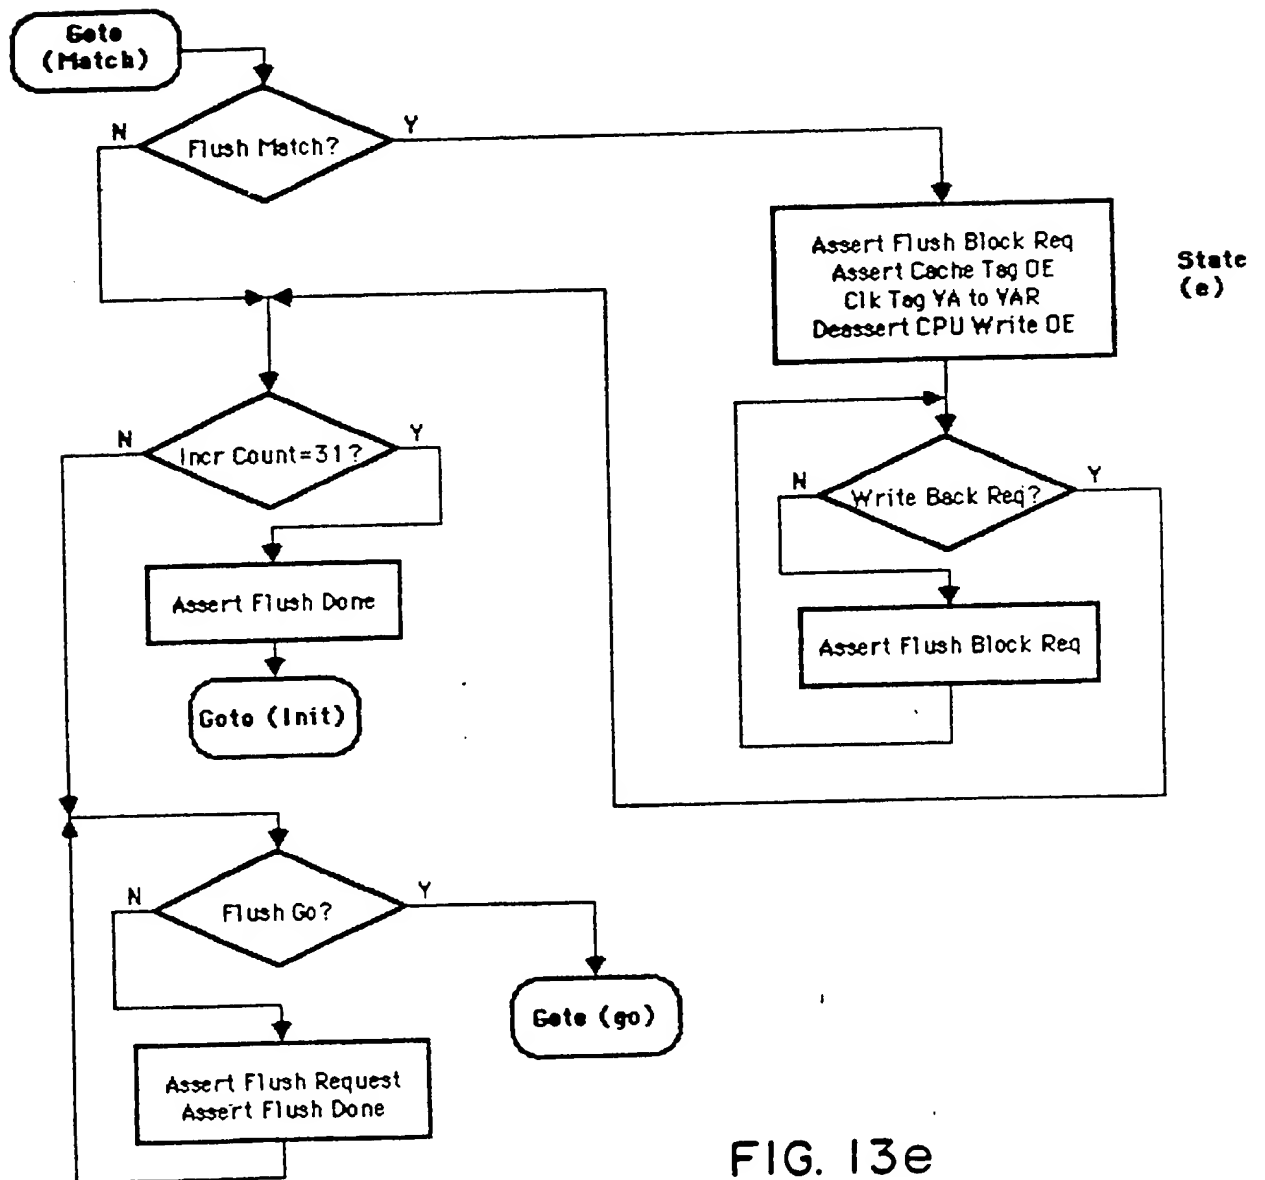 Goto
(Match)
Flush Match?
N
Y
Assert Flush Block Req
Assert Cache Tag OE
Clk Tag VA to VAR
Deassert CPU Write OE
State
(e)
Incr Count=31?
N
Y
Write Back Req?
N
Y
Assert Flush Done
Assert Flush Block Req
Goto (Init)
Flush Go?
N
Y
Goto (go)
Assert Flush Request
Assert Flush Done
FIG. 13e